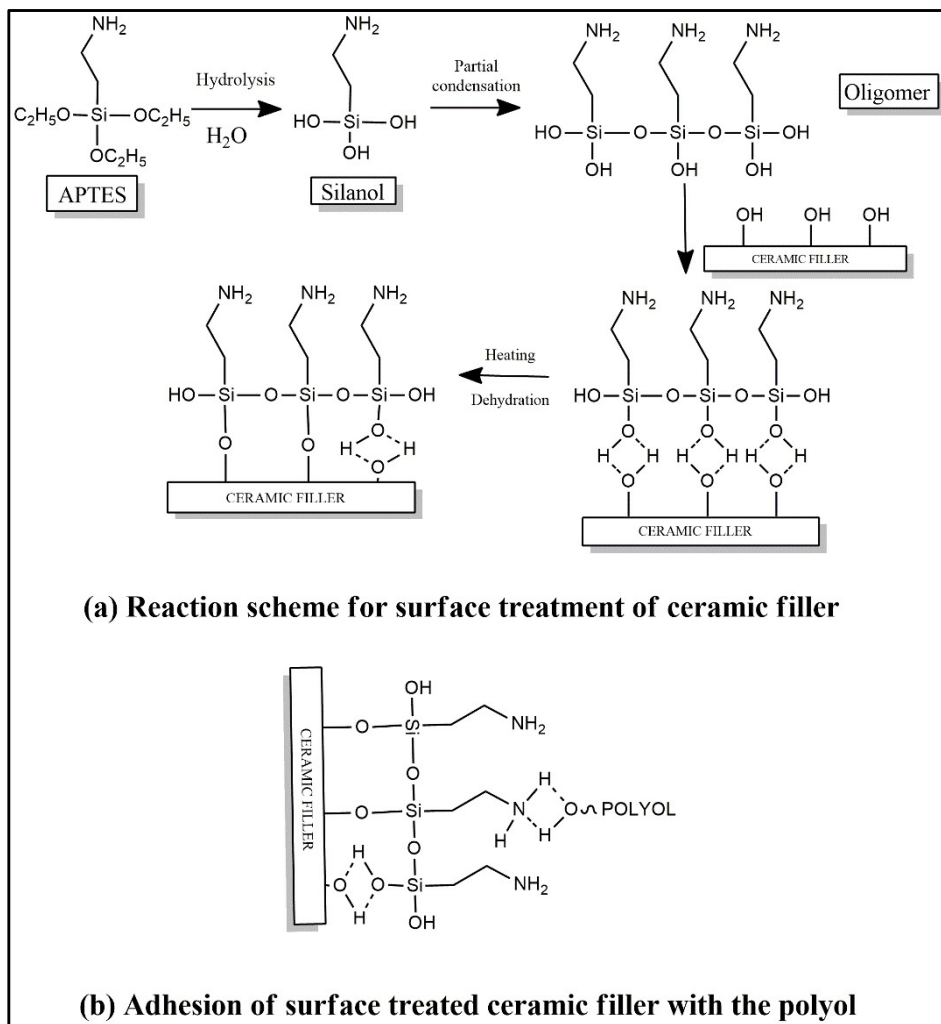 NH2 NH2 NH2 NH2 NH2
Hydrolysis
H2O
Partial
condensation
Oligomer
C2H5O Si OC2H5
OC2H5
HO Si OH
OH
HO Si O Si O Si OH
OH OH OH
APTES
Silanol
OH OH OH
CERAMIC FILLER
NH2 NH2 NH2
NH2 NH2 NH2
Heating
Dehydration
HO Si O Si O Si OH
O O O
H H
O
CERAMIC FILLER
HO Si O Si O Si OH
O O O
H H H H H H
O O O
CERAMIC FILLER
(a) Reaction scheme for surface treatment of ceramic filler
CERAMIC FILLER
OH
O Si NH2
O
H
O Si N O POLYOL
H H
O
H
O O Si NH2
H
OH
(b) Adhesion of surface treated ceramic filler with the polyol